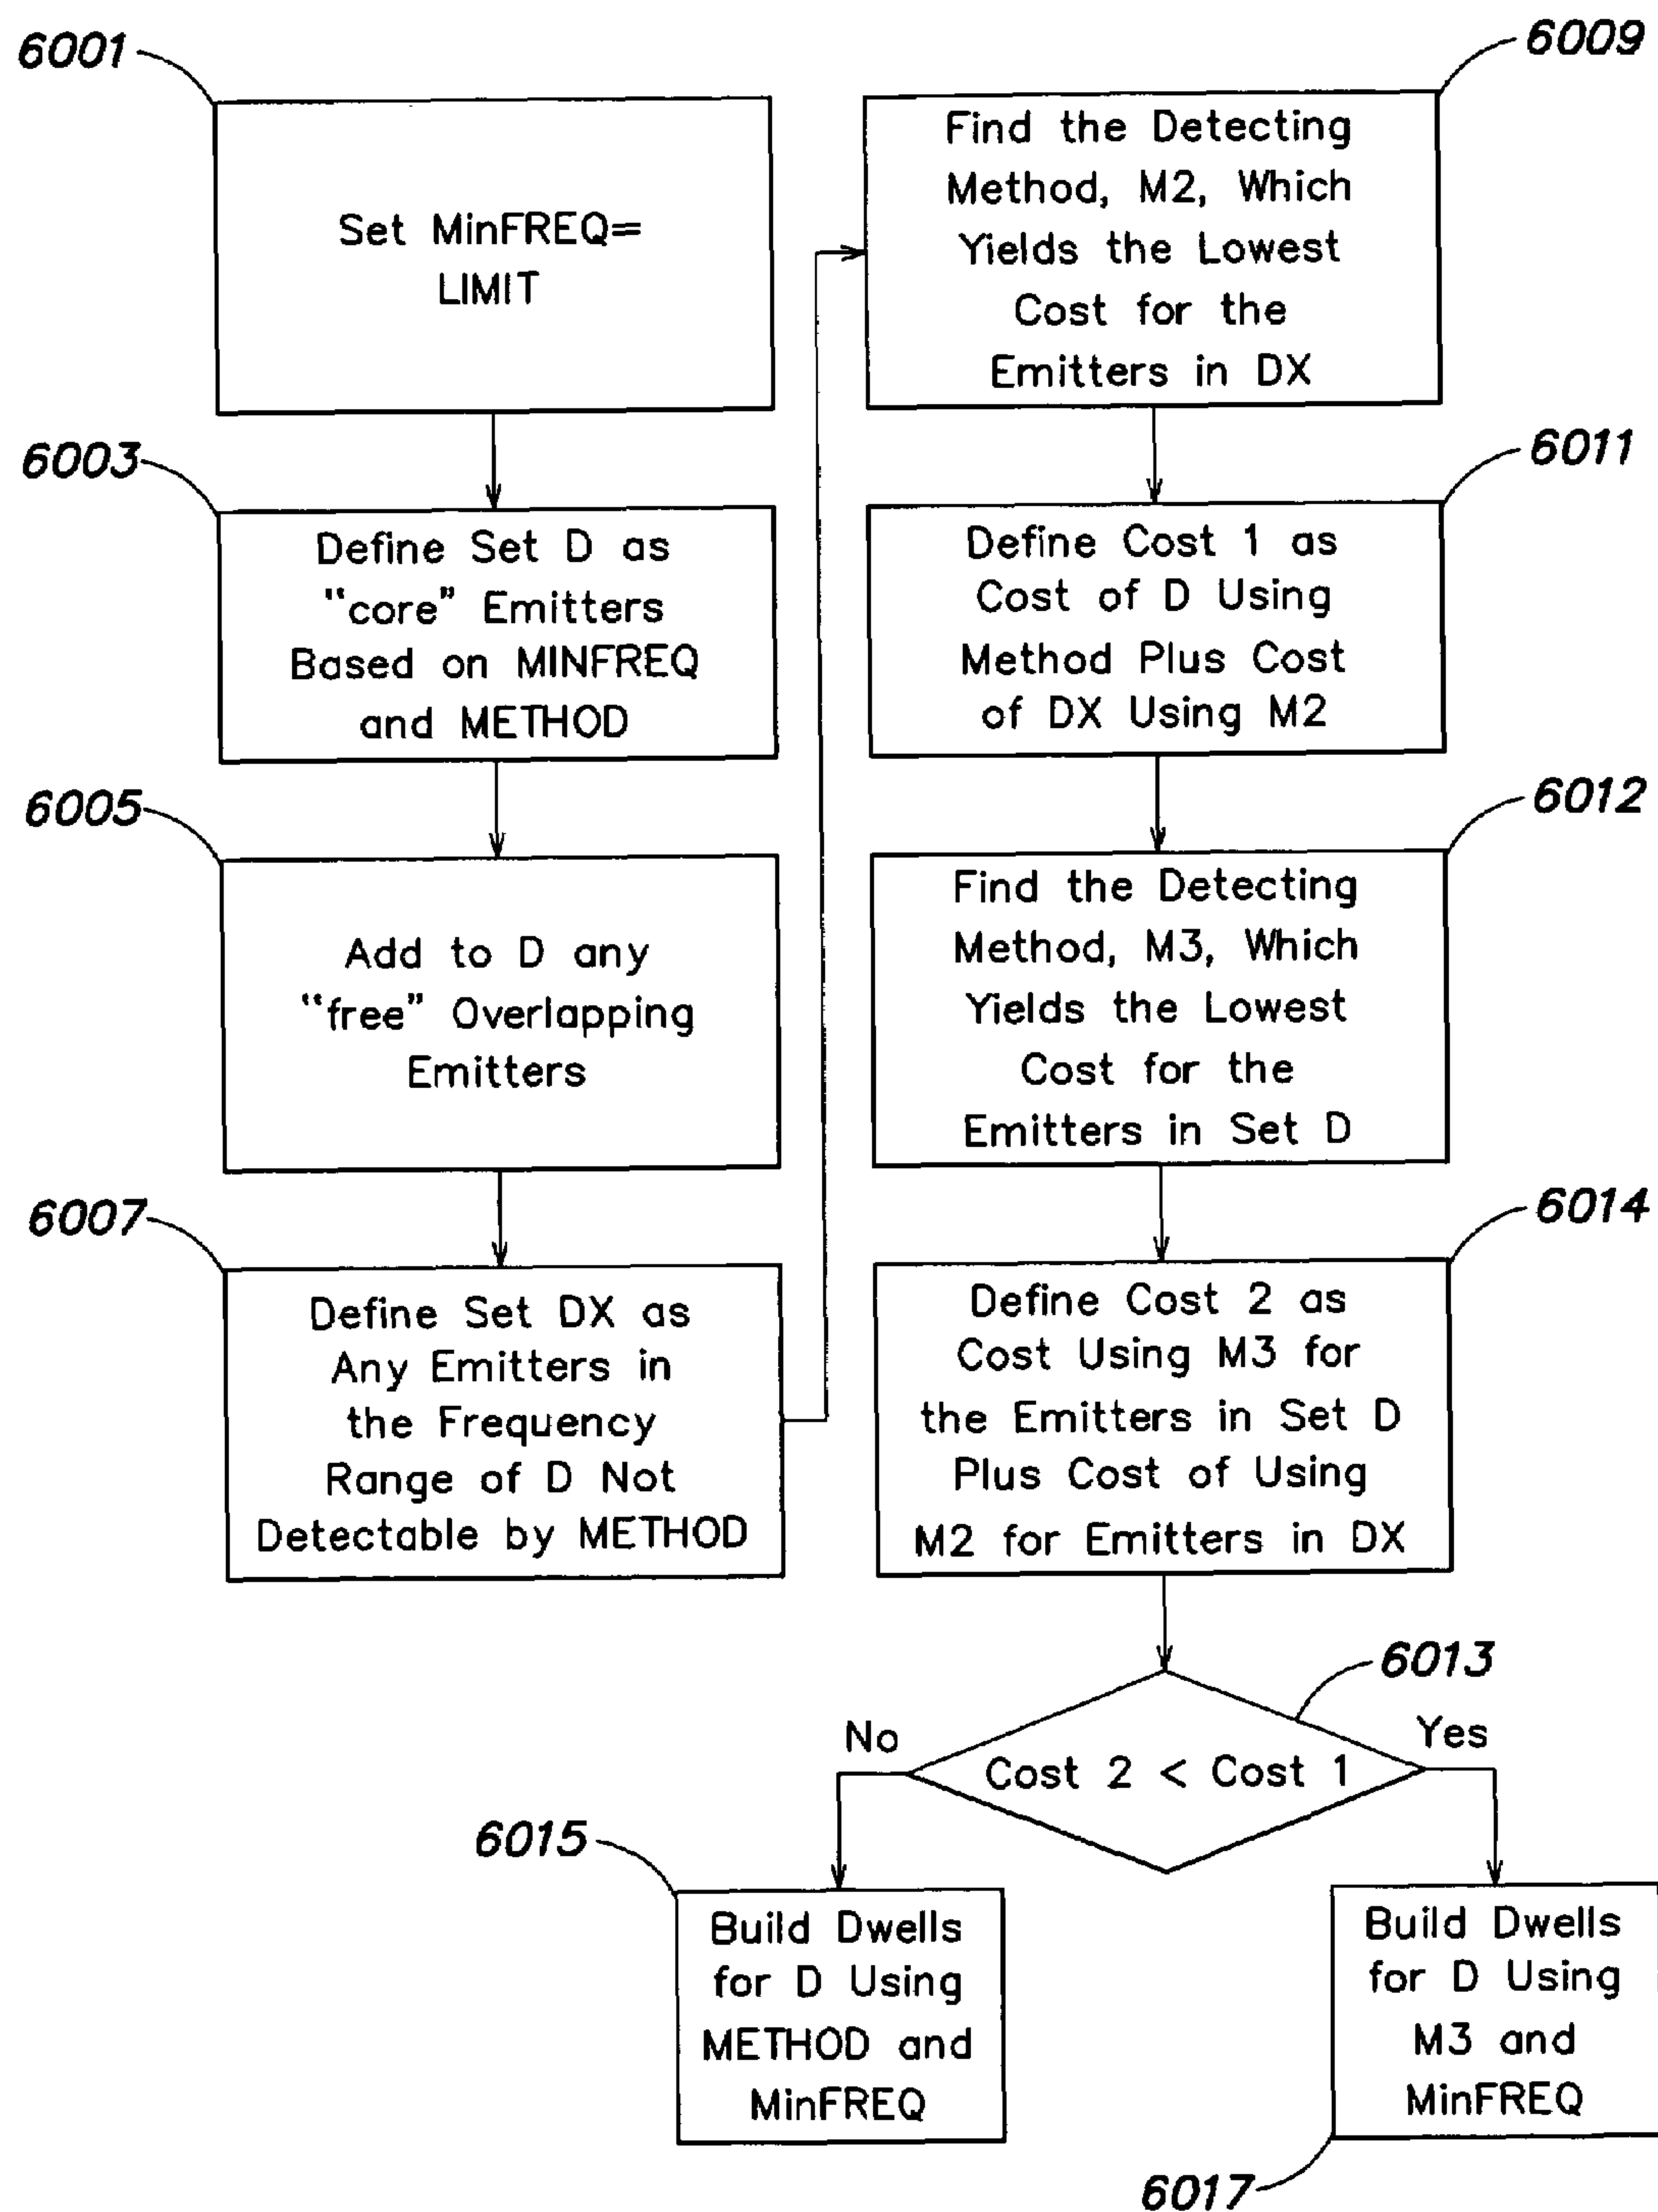 6001
Set MinFREQ=
LIMIT
6003
Define Set D as
"core" Emitters
Based on MINFREQ
and METHOD
6005
Add to D any
"free" Overlapping
Emitters
6007
Define Set DX as
Any Emitters in
the Frequency
Range of D Not
Detectable by METHOD
6009
Find the Detecting
Method, M2, Which
Yields the Lowest
Cost for the
Emitters in DX
6011
Define Cost 1 as
Cost of D Using
Method Plus Cost
of DX Using M2
6012
Find the Detecting
Method, M3, Which
Yields the Lowest
Cost for the
Emitters in Set D
6014
Define Cost 2 as
Cost Using M3 for
the Emitters in Set D
Plus Cost of Using
M2 for Emitters in DX
6013
Cost 2 < Cost 1
No
Yes
6015
Build Dwells
for D Using
METHOD and
MinFREQ
Build Dwells
for D Using
M3 and
MinFREQ
6017